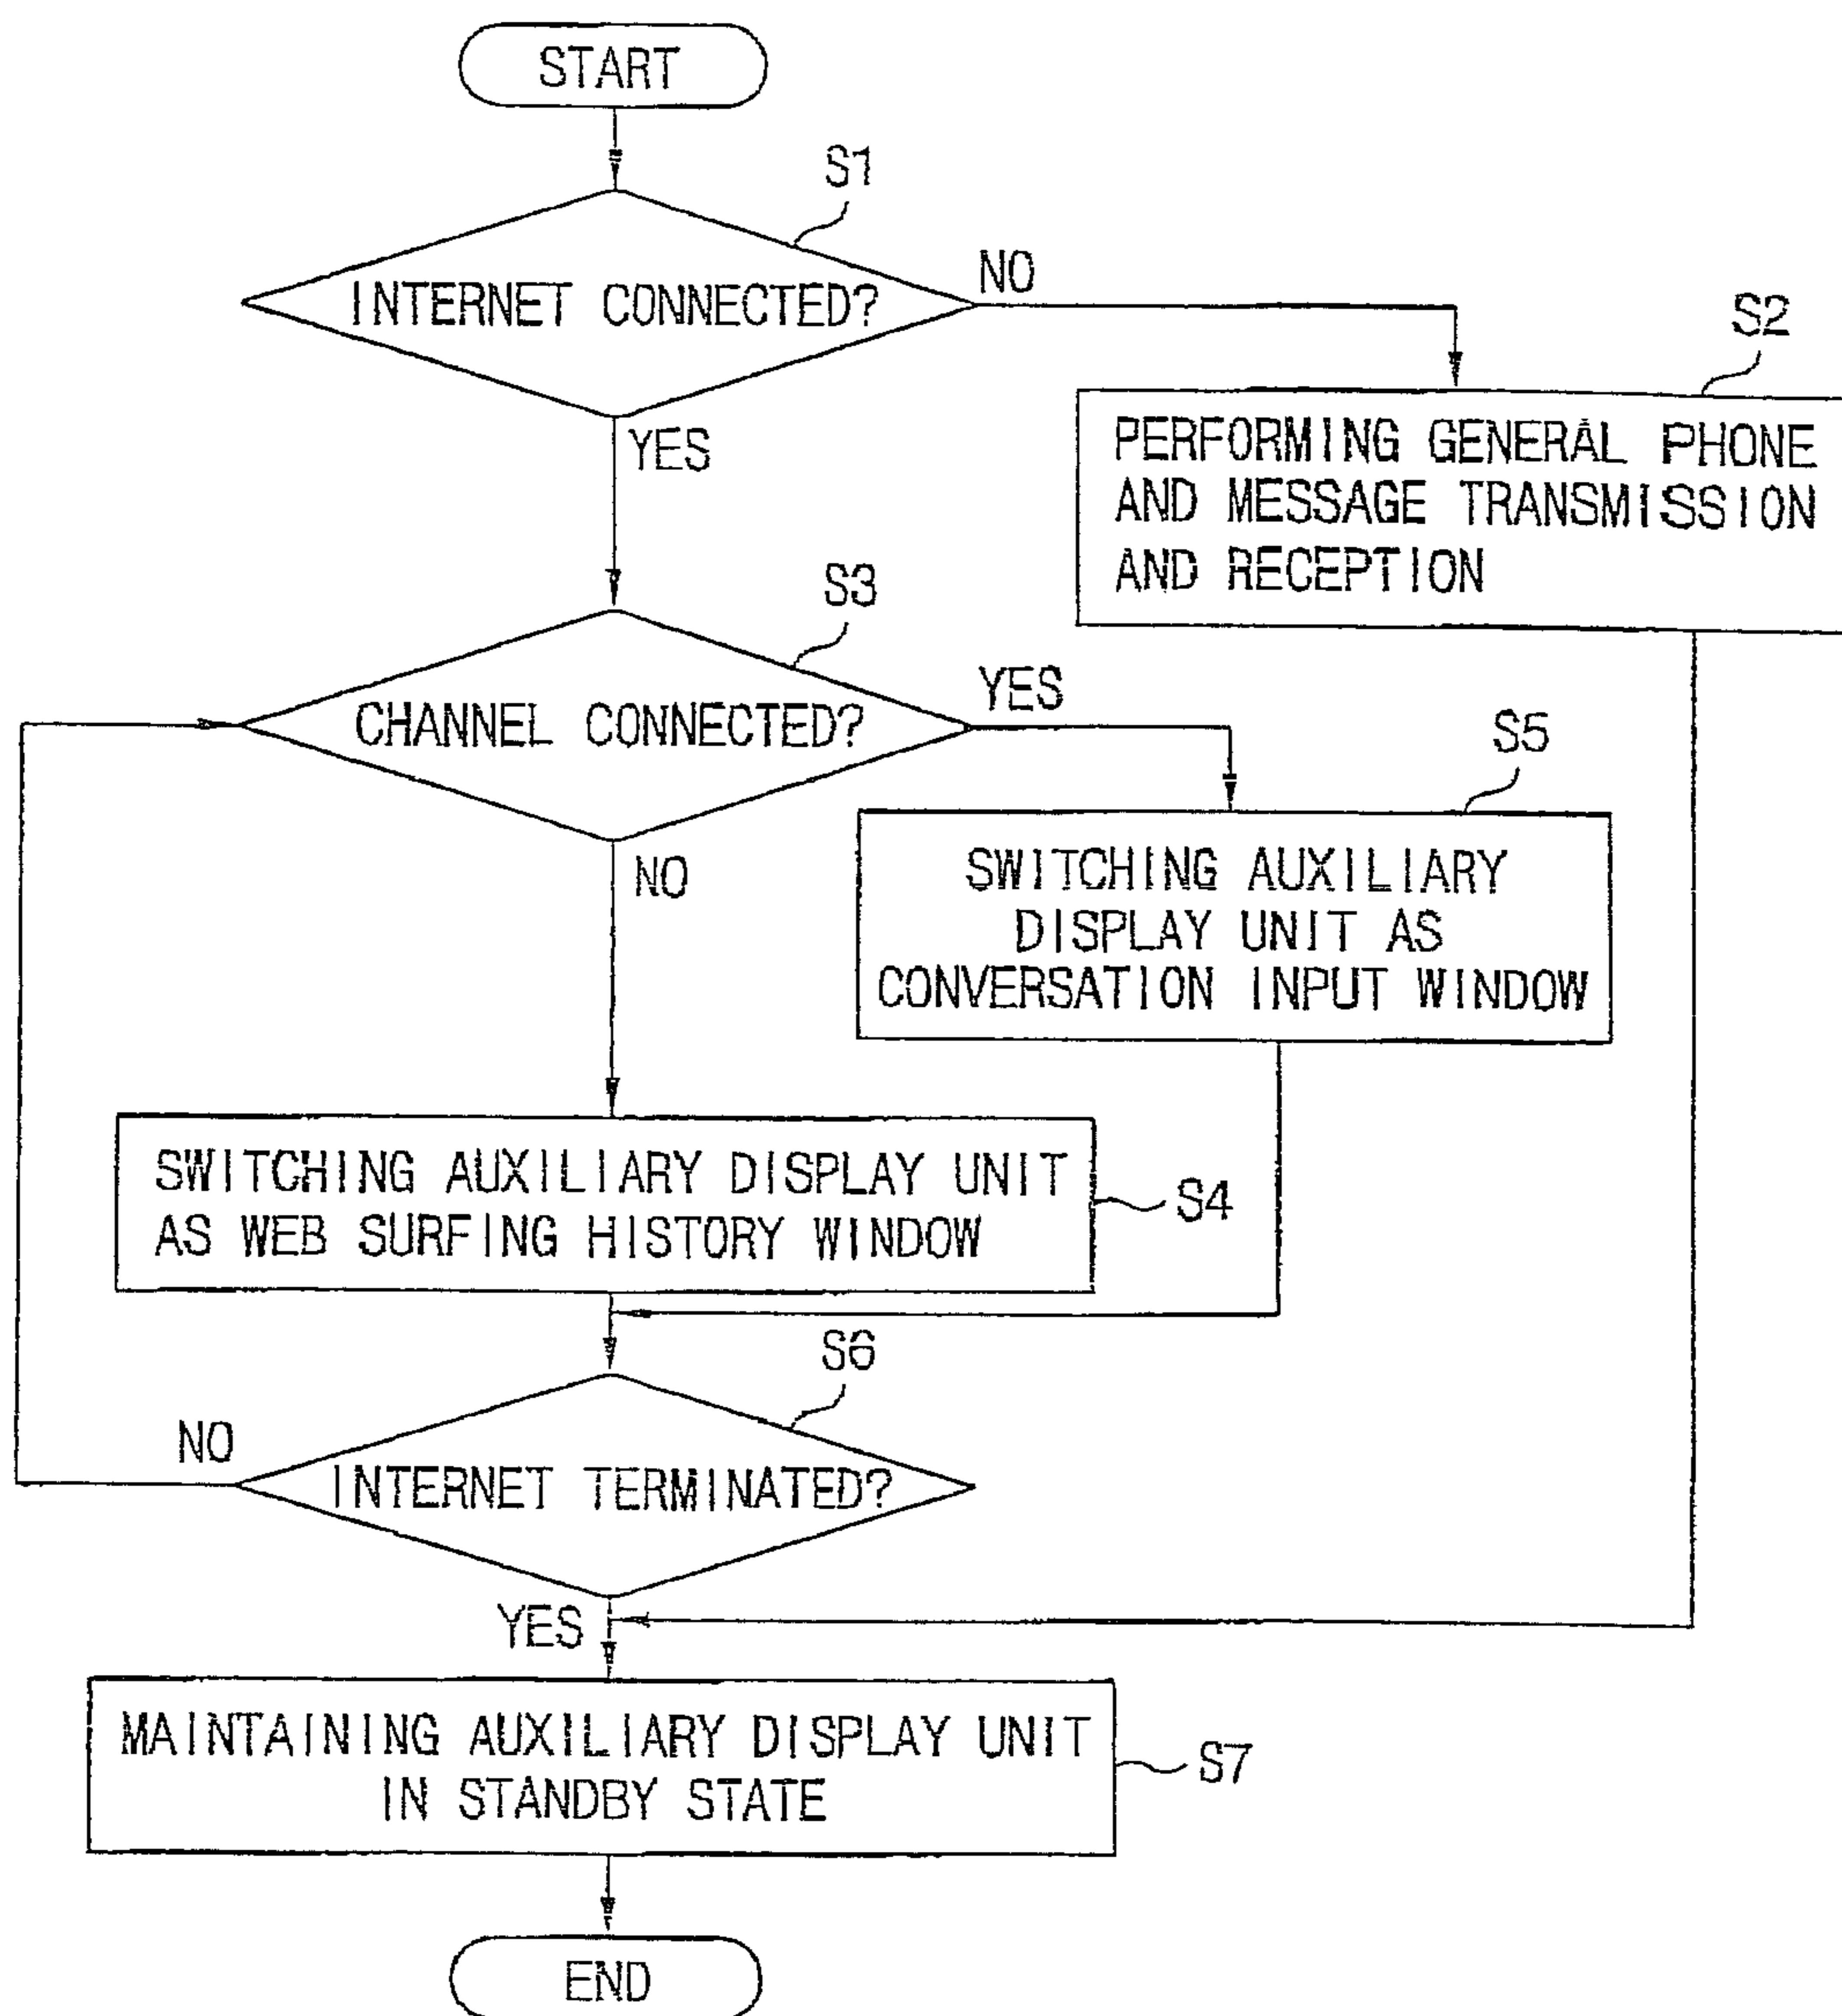 START
S1
INTERNET CONNECTED?
NO
S2
PERFORMING GENERAL PHONE
AND MESSAGE TRANSMISSION
AND RECEPTION
YES
S3
CHANNEL CONNECTED?
YES
S5
SWITCHING AUXILIARY
DISPLAY UNIT AS
CONVERSATION INPUT WINDOW
NO
SWITCHING AUXILIARY DISPLAY UNIT
AS WEB SURFING HISTORY WINDOW
S4
S6
NO
INTERNET TERMINATED?
YES
MAINTAINING AUXILIARY DISPLAY UNIT
IN STANDBY STATE
S7
END